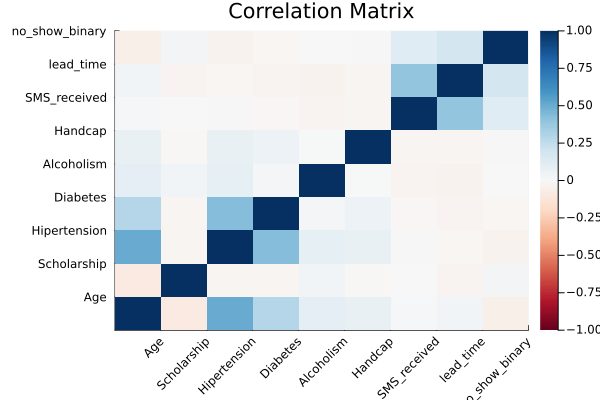 Correlation Matrix
no_show_binary
lead_time
SMS_received
Handcap
Alcoholism
Diabetes
Hipertension
Scholarship
Age
Age
Scholarship
Hipertension
Diabetes
Alcoholism
Handcap
SMS_received
lead_time
no_show_binary
1.00
0.75
0.50
0.25
0
−0.25
−0.50
−0.75
−1.00